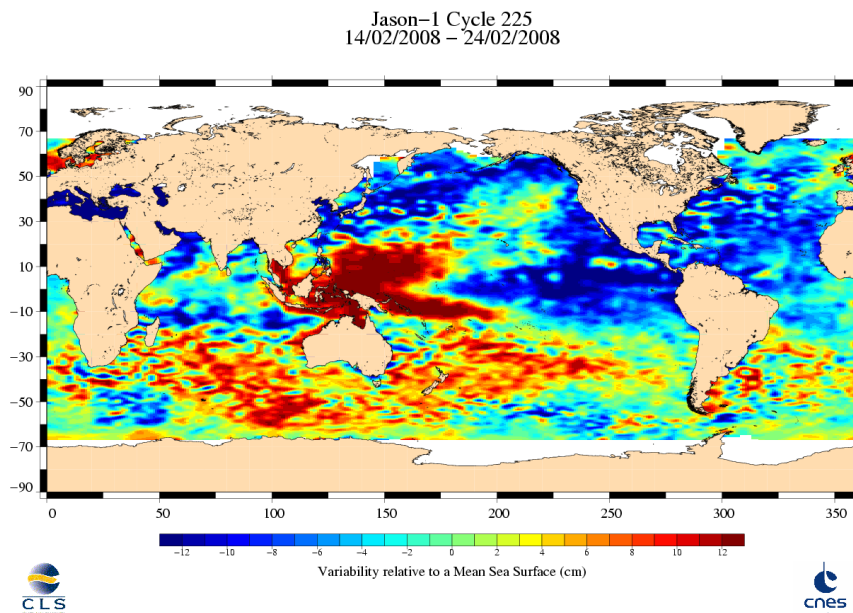 Jason−1 Cycle 225
14/02/2008 − 24/02/2008
90
70
50
30
10
−10
−30
−50
−70
−90
0 50 100 150 200 250 300 350
−12 −10 −8 −6 −4 −2 0 2 4 6 8 10 12
Variability relative to a Mean Sea Surface (cm)
CLS
cnes